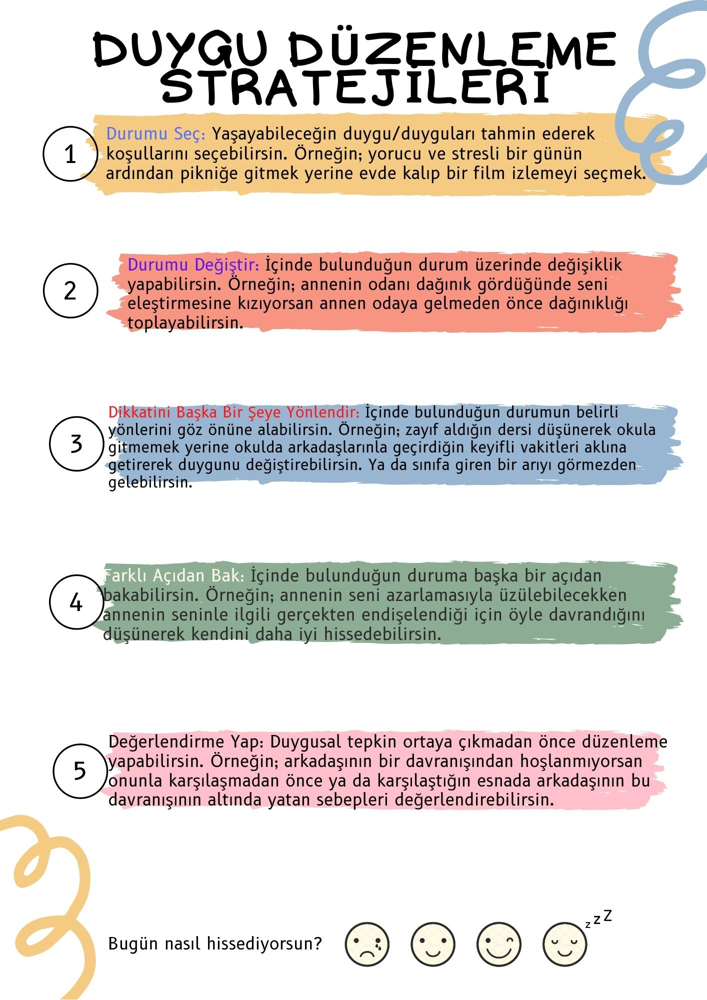 DUYGU DÜZENLEME
STRATEJİLERİ
1
Durumu Seç: Yaşayabileceğin duygu/duyguları tahmin ederek
koşullarını seçebilirsin. Örneğin; yorucu ve stresli bir günün
ardından pikniğe gitmek yerine evde kalıp bir film izlemeyi seçmek.
2
Durumu Değiştir: İçinde bulunduğun durum üzerinde değişiklik
yapabilirsin. Örneğin; annenin odanı dağınık gördüğünde seni
eleştirmesine kızıyorsan annen odaya gelmeden önce dağınıklığı
toplayabilirsin.
3
Dikkatini Başka Bir Şeye Yönlendir: İçinde bulunduğun durumun belirli
yönlerini göz önüne alabilirsin. Örneğin; zayıf aldığın dersi düşünerek okula
gitmemek yerine okulda arkadaşlarınla geçirdiğin keyifli vakitleri aklına
getirerek duygunu değiştirebilirsin. Ya da sınıfa giren bir arıyı görmezden
gelebilirsin.
4
Farklı Açıdan Bak: İçinde bulunduğun duruma başka bir açıdan
bakabilirsin. Örneğin; annenin seni azarlamasıyla üzülebilecekken
annenin seninle ilgili gerçekten endişelendiği için öyle davrandığını
düşünerek kendini daha iyi hissedebilirsin.
5
Değerlendirme Yap: Duygusal tepkin ortaya çıkmadan önce düzenleme
yapabilirsin. Örneğin; arkadaşının bir davranışından hoşlanmıyorsan
onunla karşılaşmadan önce ya da karşılaştığın esnada arkadaşının bu
davranışının altında yatan sebepleri değerlendirebilirsin.
Bugün nasıl hissediyorsun?
z z Z